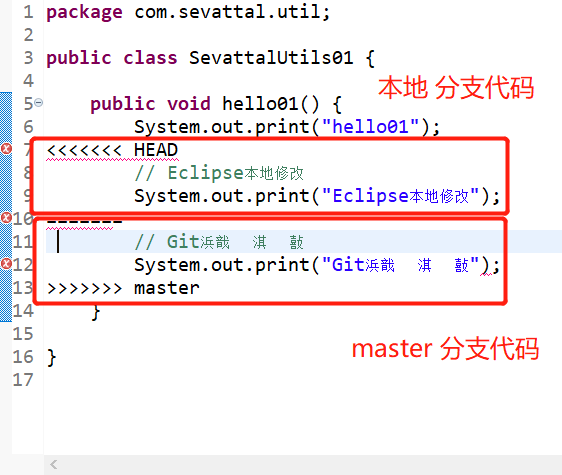 1 package com.sevattal.util;
2
3 public class SevattalUtils01 {
4
本地 分支代码
5 public void hello01() {
6 System.out.print("hello01");
7 <<<<<<< HEAD
8 // Eclipse本地修改
9 System.out.print("Eclipse本地修改");
10 =======
11 // Git浜戠 淇 敼
12 System.out.print("Git浜戠 淇 敼");
13 >>>>>>> master
14 }
15
master 分支代码
16 }
17